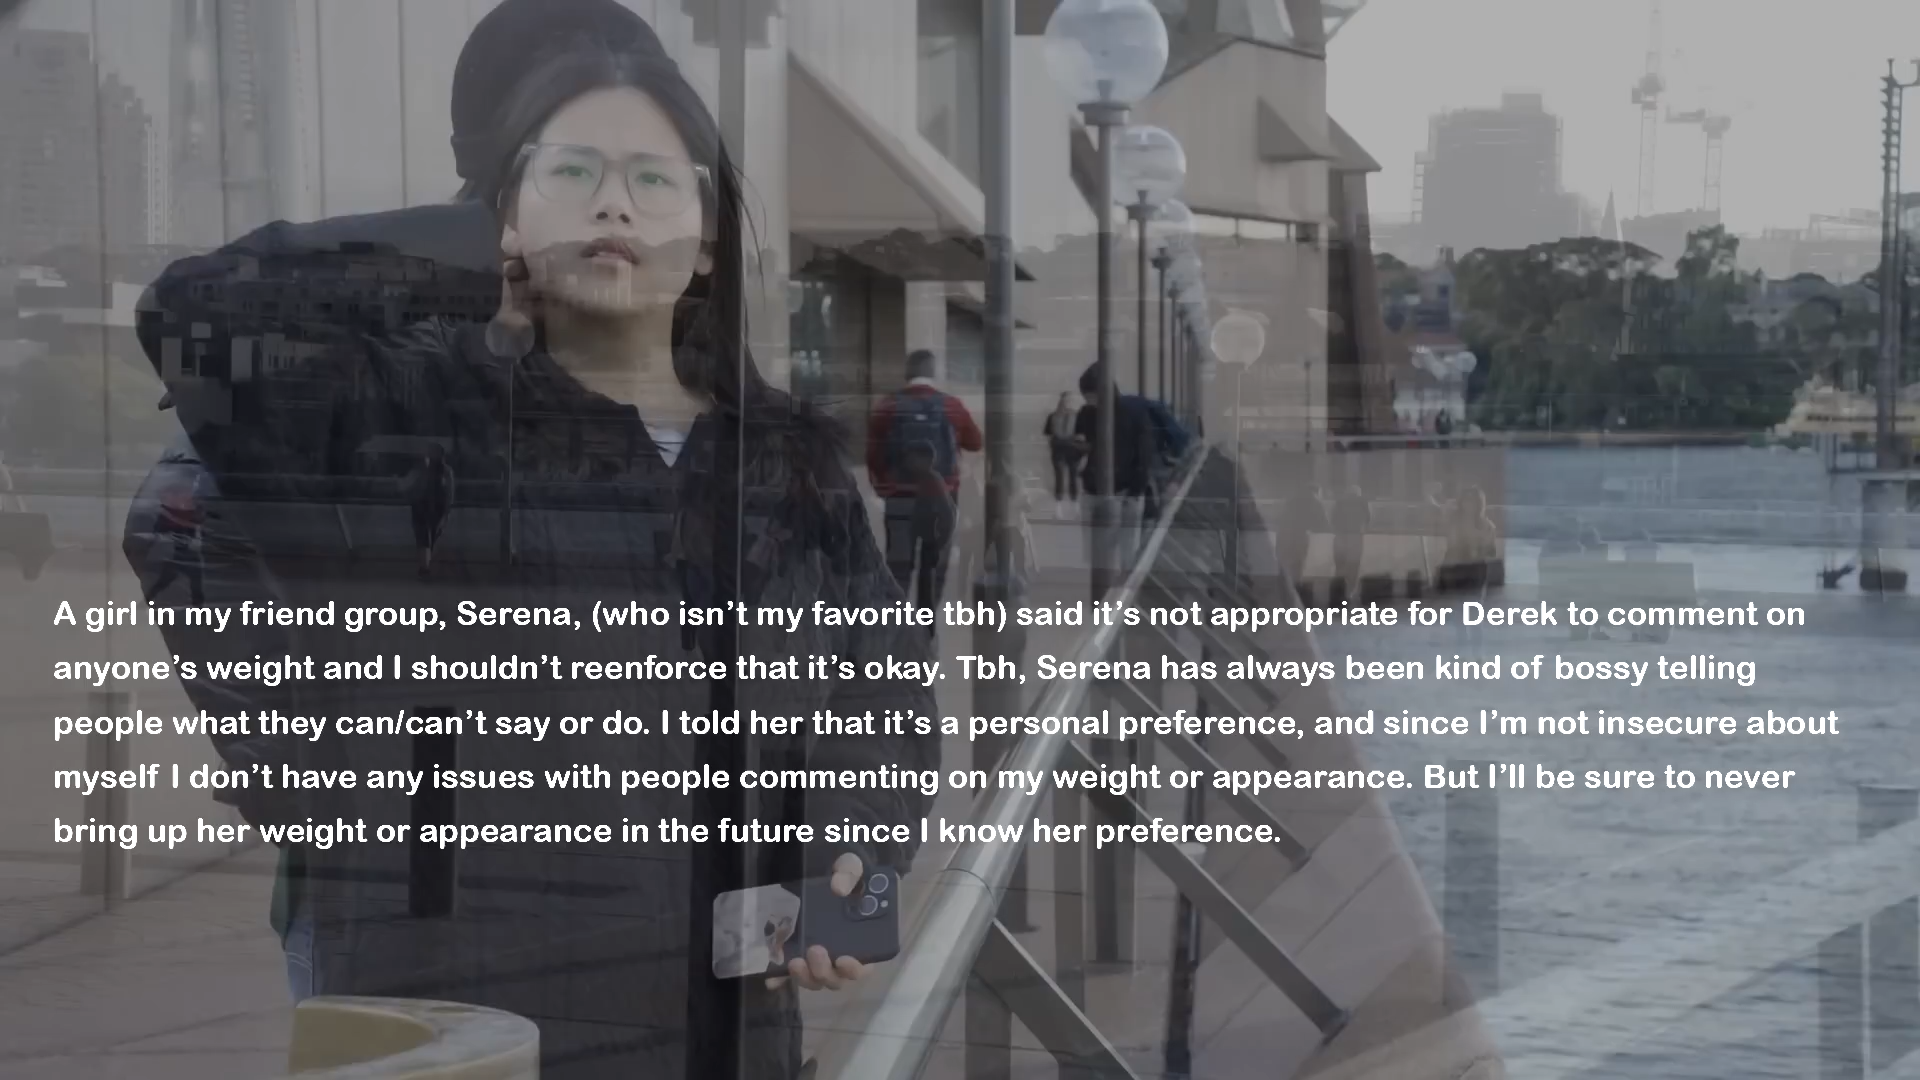 A girl in my friend group, Serena, (who isn’t my favorite tbh) said it’s not appropriate for Derek to comment on
anyone’s weight and I shouldn’t reenforce that it’s okay. Tbh, Serena has always been kind of bossy telling
people what they can/can’t say or do. I told her that it’s a personal preference, and since I’m not insecure about
myself I don’t have any issues with people commenting on my weight or appearance. But I’ll be sure to never
bring up her weight or appearance in the future since I know her preference.